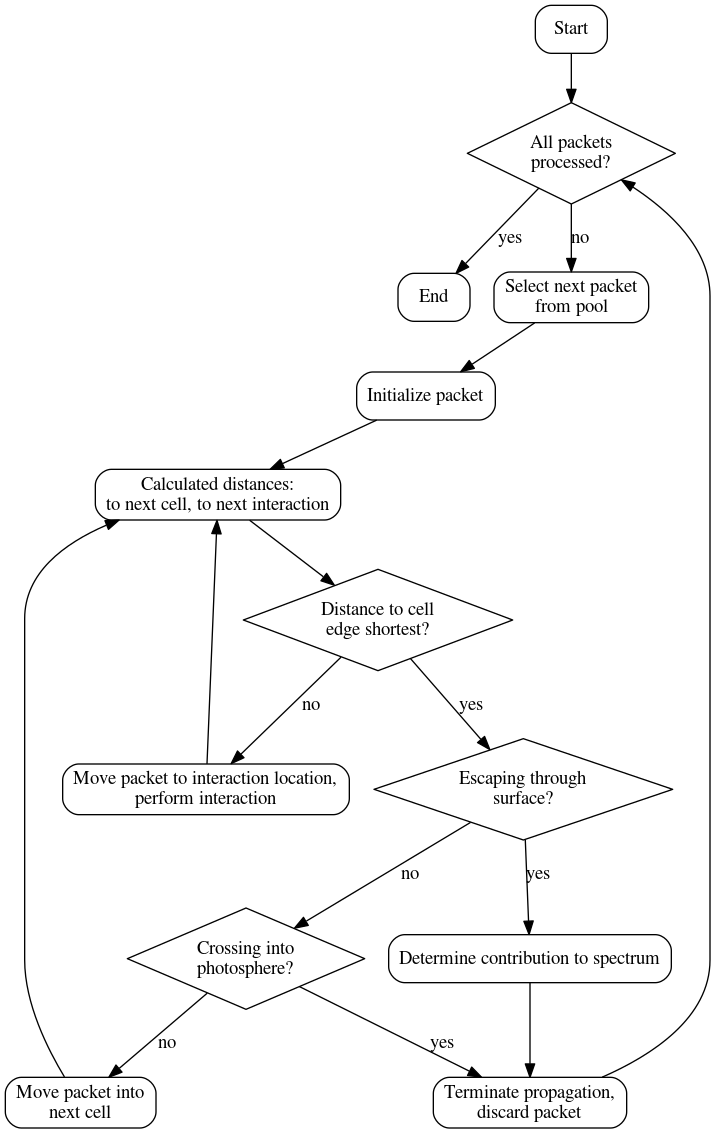 Start
All packets
processed?
yes
no
End
Select next packet
from pool
Initialize packet
Calculated distances:
to next cell, to next interaction
Distance to cell
edge shortest?
no
yes
Move packet to interaction location,
perform interaction
Escaping through
surface?
no
yes
Crossing into
photosphere?
Determine contribution to spectrum
no
yes
Move packet into
next cell
Terminate propagation,
discard packet